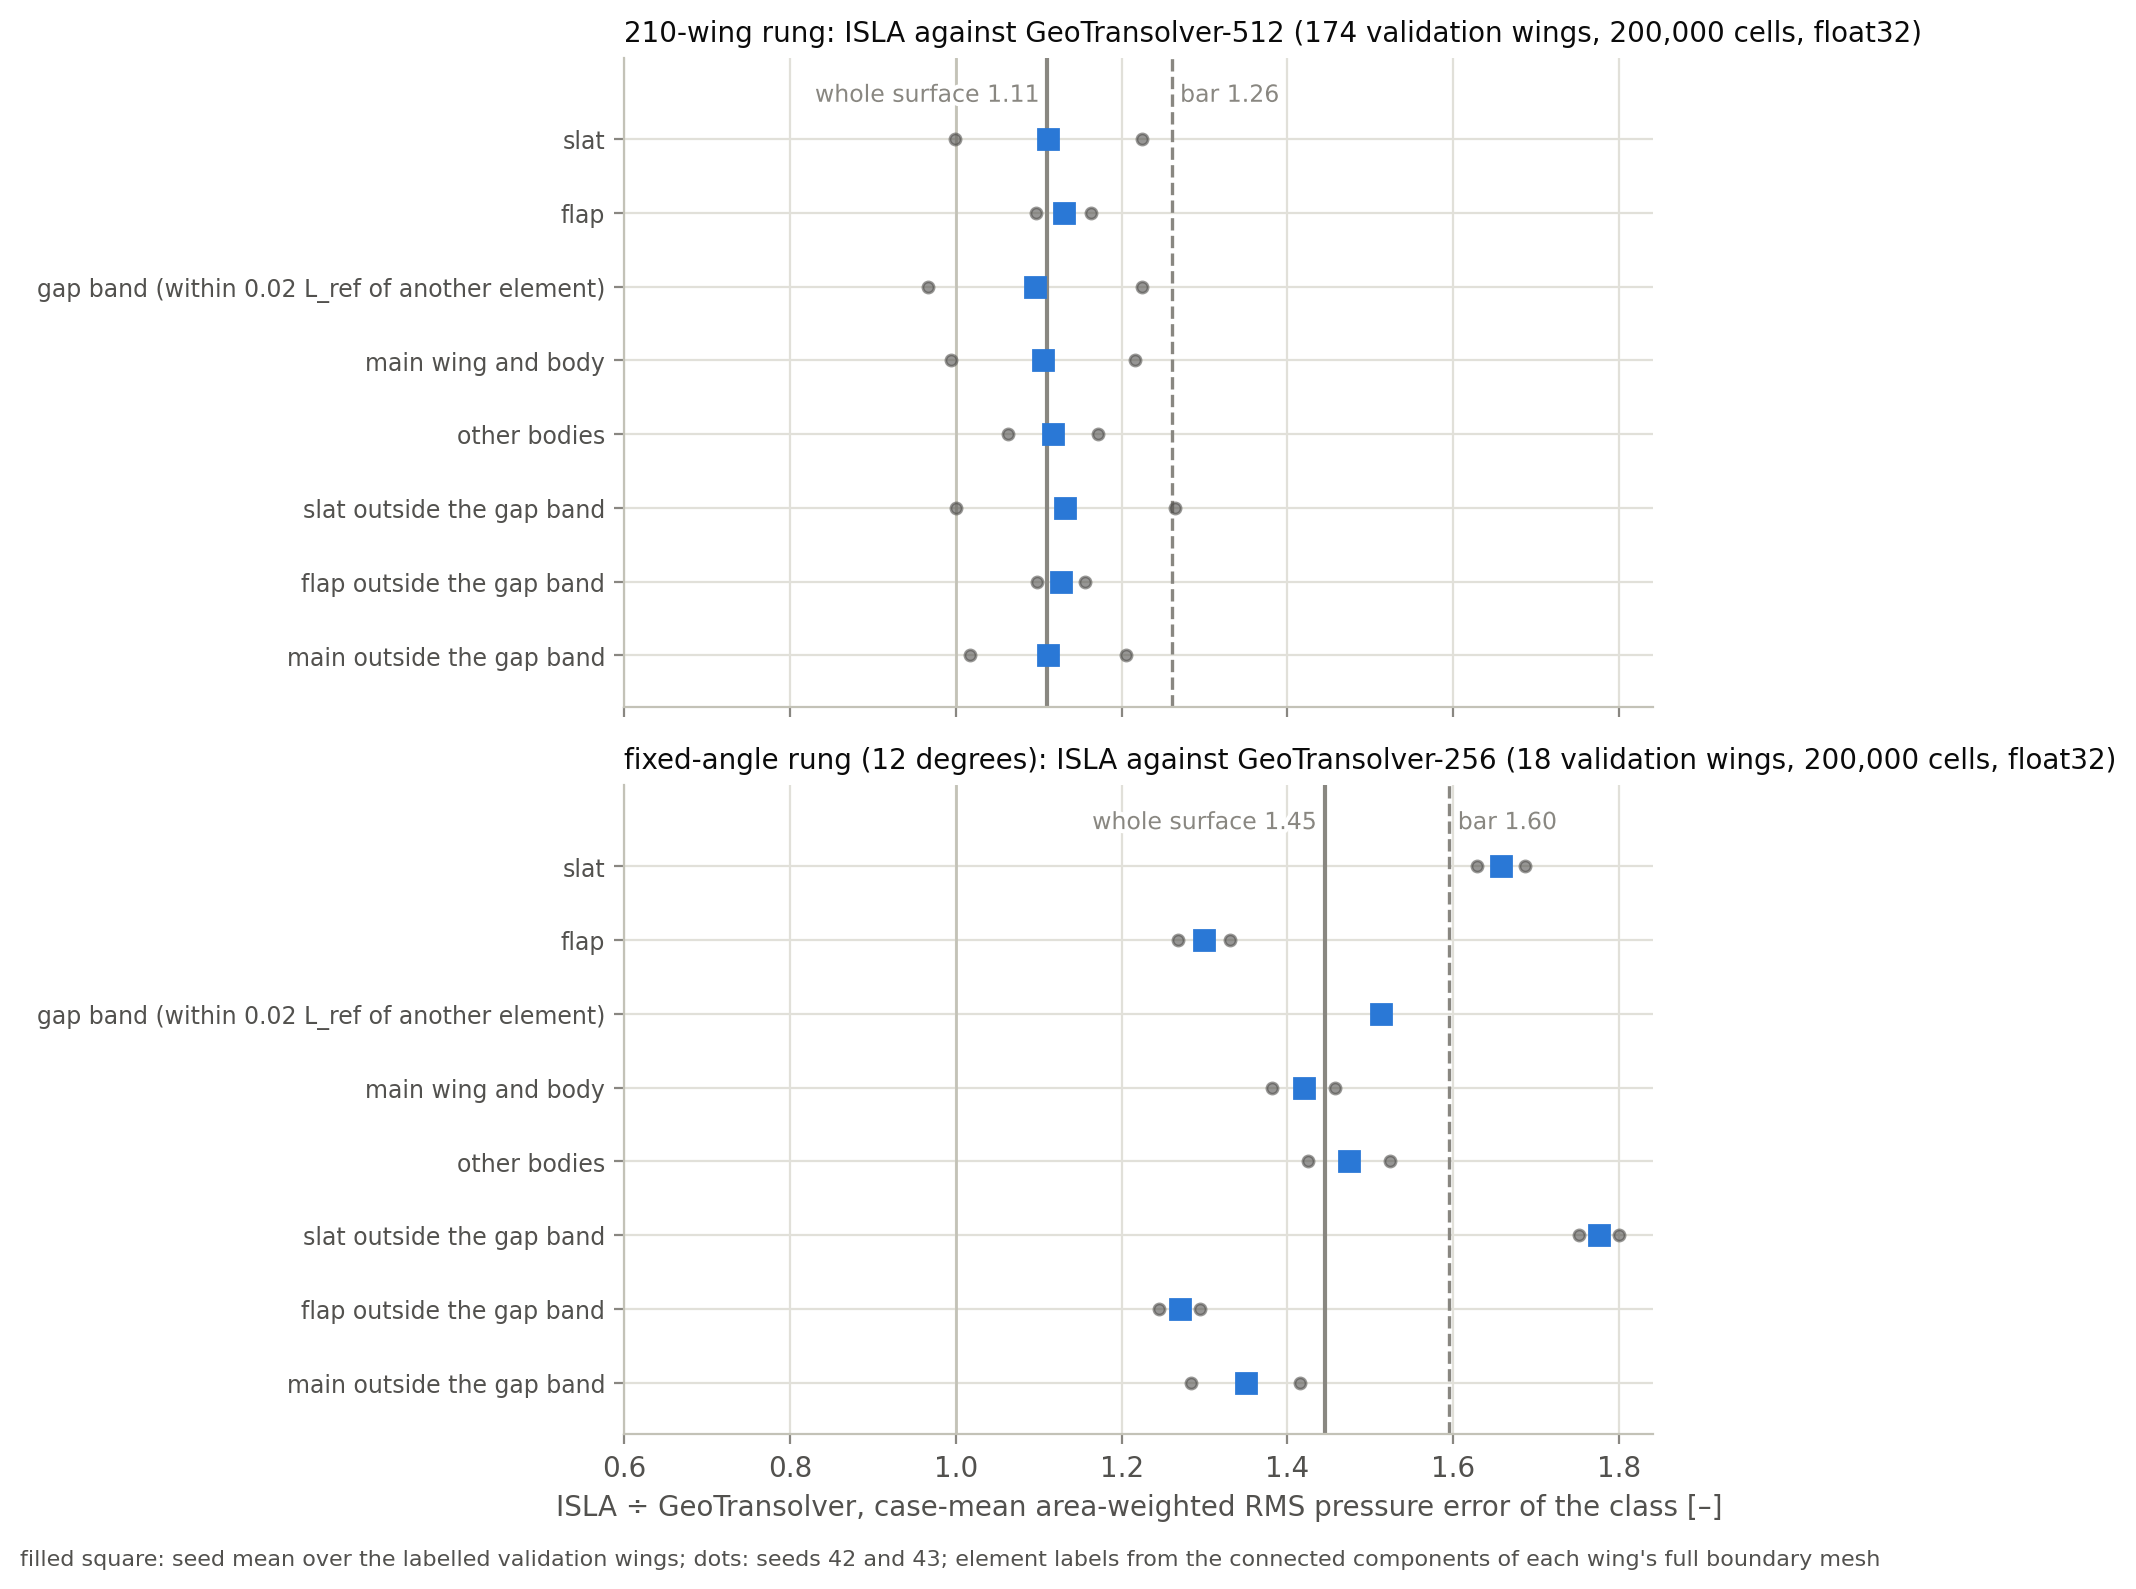 210-wing rung: ISLA against GeoTransolver-512 (174 validation wings, 200,000 cells, float32)
whole surface 1.11
bar 1.26
slat
flap
gap band (within 0.02 L_ref of another element)
main wing and body
other bodies
slat outside the gap band
flap outside the gap band
main outside the gap band
fixed-angle rung (12 degrees): ISLA against GeoTransolver-256 (18 validation wings, 200,000 cells, float32)
whole surface 1.45
bar 1.60
slat
flap
gap band (within 0.02 L_ref of another element)
main wing and body
other bodies
slat outside the gap band
flap outside the gap band
main outside the gap band
0.6 0.8 1.0 1.2 1.4 1.6 1.8
ISLA ÷ GeoTransolver, case-mean area-weighted RMS pressure error of the class [–]
filled square: seed mean over the labelled validation wings; dots: seeds 42 and 43; element labels from the connected components of each wing's full boundary mesh